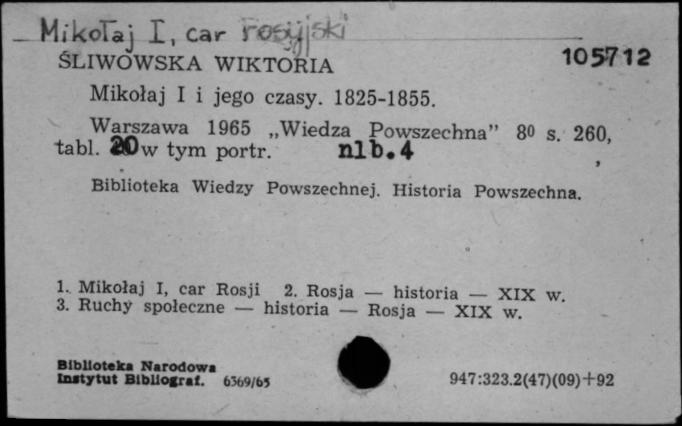 Mikołaj I, car rosyjski
105712
ŚLIWOWSKA WIKTORIA
Mikołaj I i jego czasy. 1825-1855.
Warszawa 1965 „Wiedza Powszechna” 8⁰ s. 260,
tabl. 20 w tym portr. nlb. 4
Biblioteka Wiedzy Powszechnej. Historia Powszechna.
1. Mikołaj I, car Rosji 2. Rosja — historia — XIX w.
3. Ruchy społeczne — historia — Rosja — XIX w.
Biblioteka Narodowa
Instytut Bibliograf. 6369/65
947:323.2(47)(09)+92